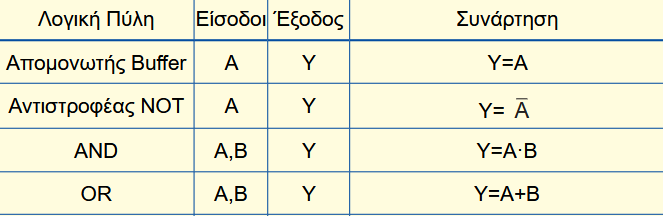 Λογική Πύλη Είσοδοι Έξοδος Συνάρτηση
Απομονωτής Buffer A Y Y=A
Αντιστροφέας NOT A Y Y= A̅
AND A,B Y Y=A·B
OR A,B Y Y=A+B